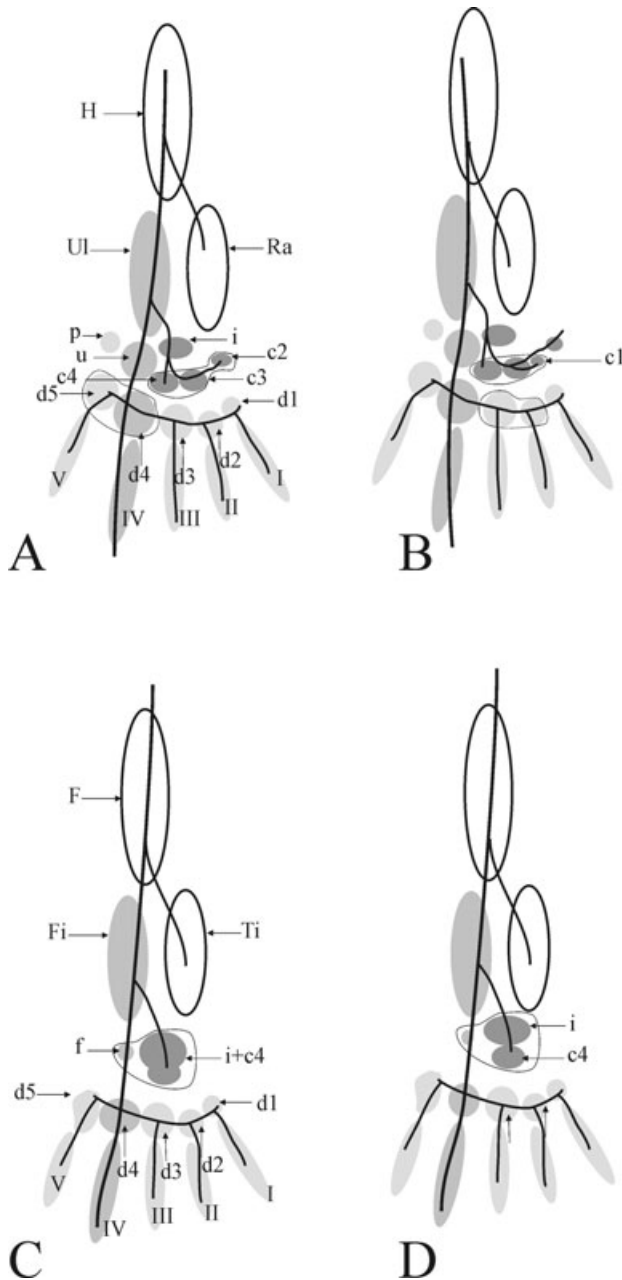 H
Ul
Ra
p
i
u
c2
c4
c3
d5
d1
d4
d3
d2
V
IV
III
II
I
A
c1
B
F
Fi
Ti
f
i+c4
d5
d1
d4
d3
d2
V
IV
III
II
I
C
i
c4
D